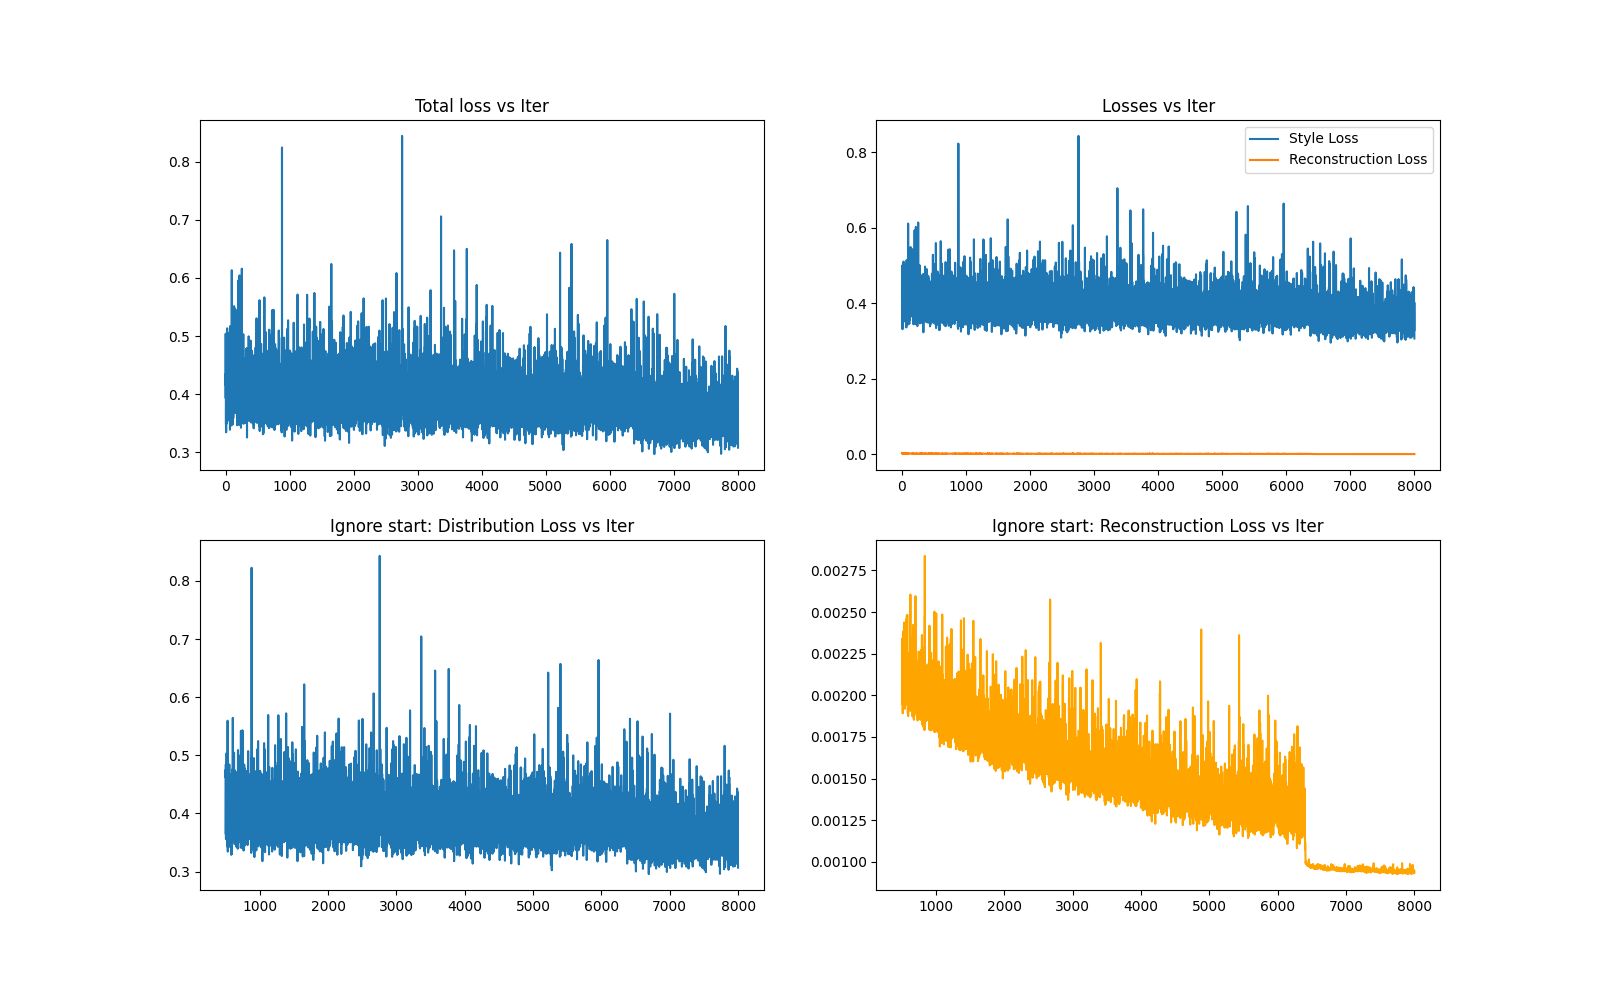 Total loss vs Iter
0.8
0.7
0.6
0.5
0.4
0.3
0 1000 2000 3000 4000 5000 6000 7000 8000
Losses vs Iter
Style Loss
Reconstruction Loss
0.8
0.6
0.4
0.2
0.0
0 1000 2000 3000 4000 5000 6000 7000 8000
Ignore start: Distribution Loss vs Iter
0.8
0.7
0.6
0.5
0.4
0.3
1000 2000 3000 4000 5000 6000 7000 8000
Ignore start: Reconstruction Loss vs Iter
0.00275
0.00250
0.00225
0.00200
0.00175
0.00150
0.00125
0.00100
1000 2000 3000 4000 5000 6000 7000 8000